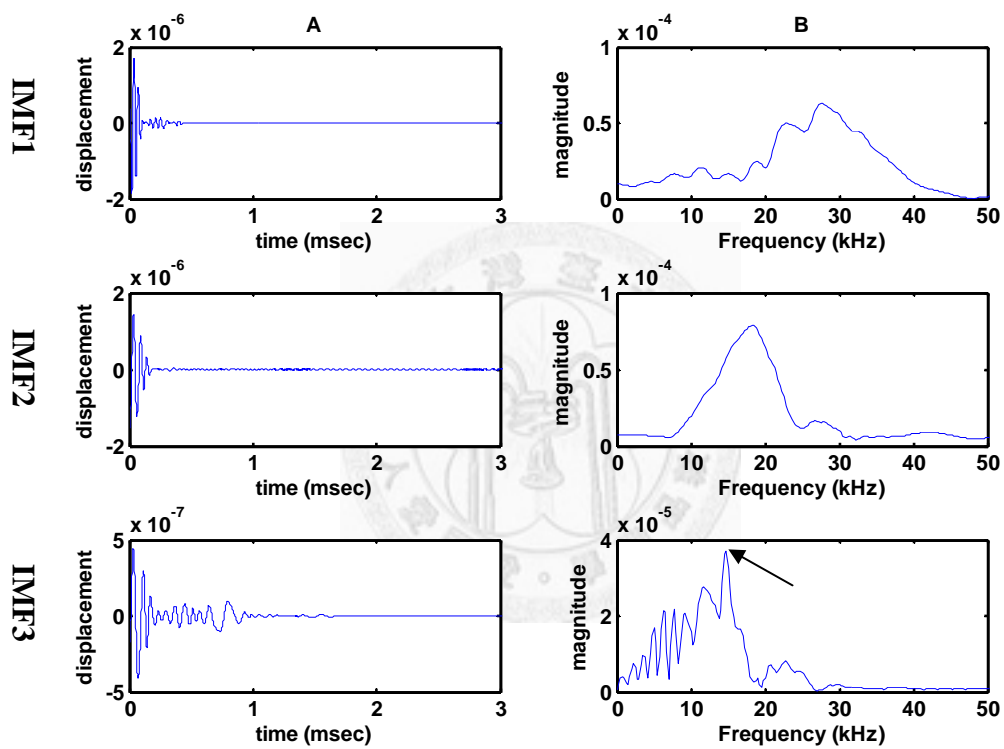 A
B
IMF1
x 10^-6
displacement
2
0
-2
0 1 2 3
time (msec)
x 10^-4
magnitude
1
0.5
0
0 10 20 30 40 50
Frequency (kHz)
IMF2
x 10^-6
displacement
2
0
-2
0 1 2 3
time (msec)
x 10^-4
magnitude
1
0.5
0
0 10 20 30 40 50
Frequency (kHz)
IMF3
x 10^-7
displacement
5
0
-5
0 1 2 3
time (msec)
x 10^-5
magnitude
4
2
0
0 10 20 30 40 50
Frequency (kHz)